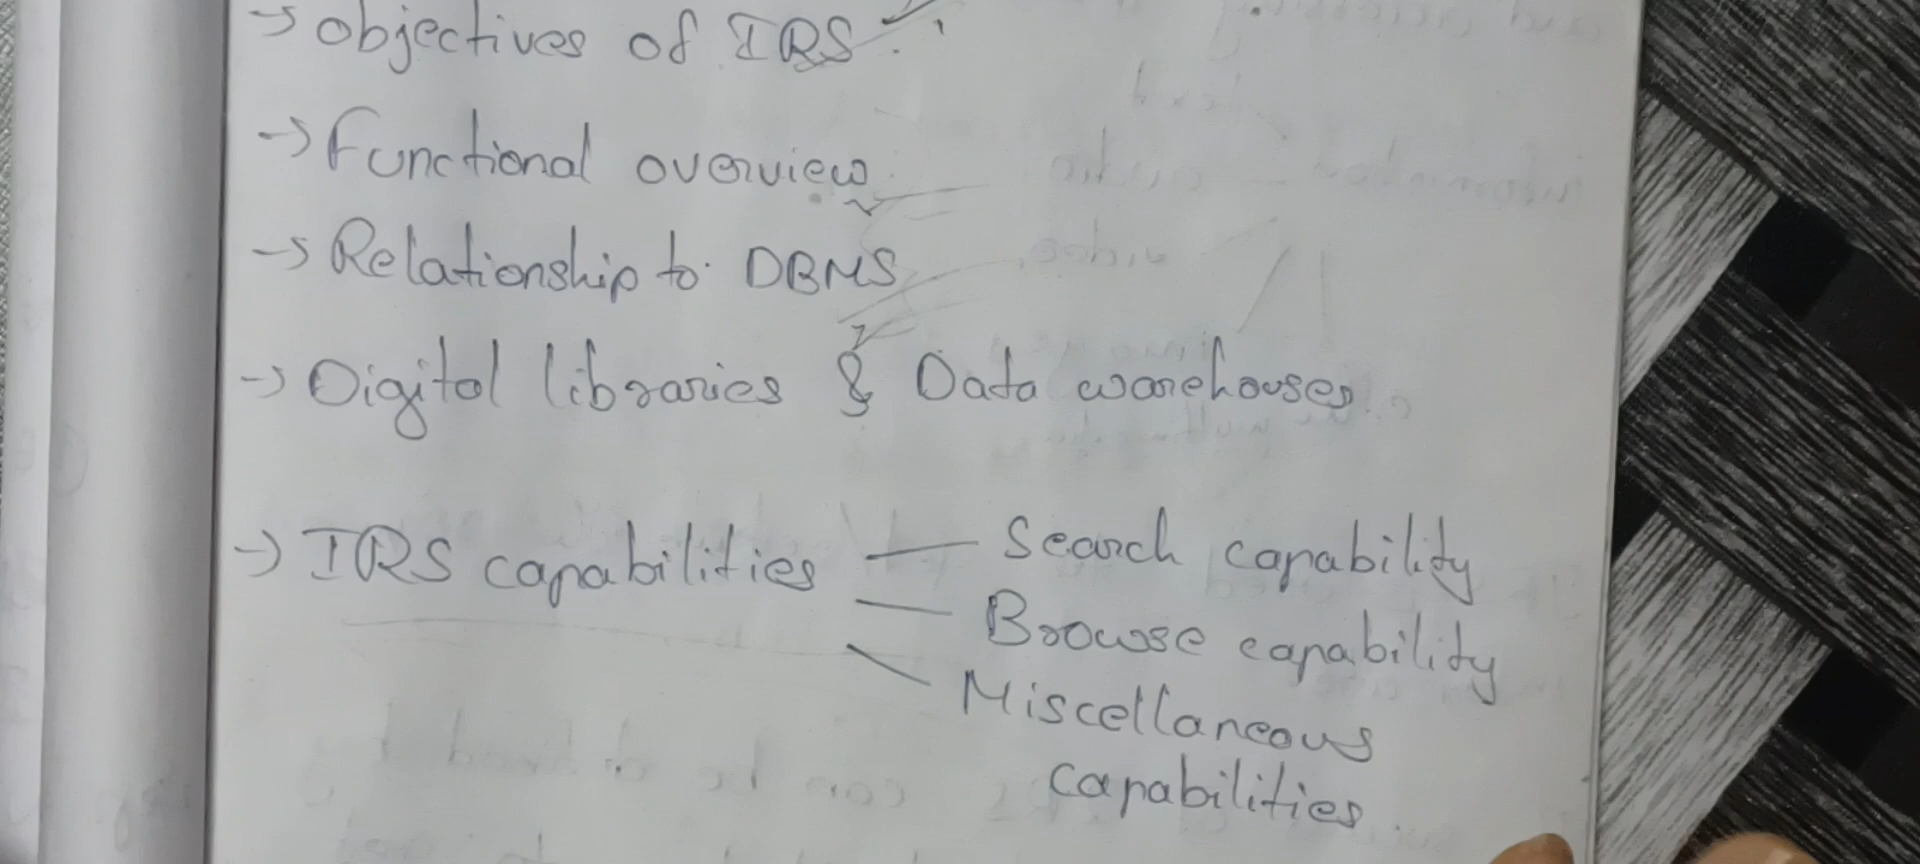 → objectives of IRS.
→ Functional overview
→ Relationship to DBMS
→ Digital libraries & Data warehouses
→ IRS capabilities — Search capability
— Browse capability
— Miscellaneous
capabilities